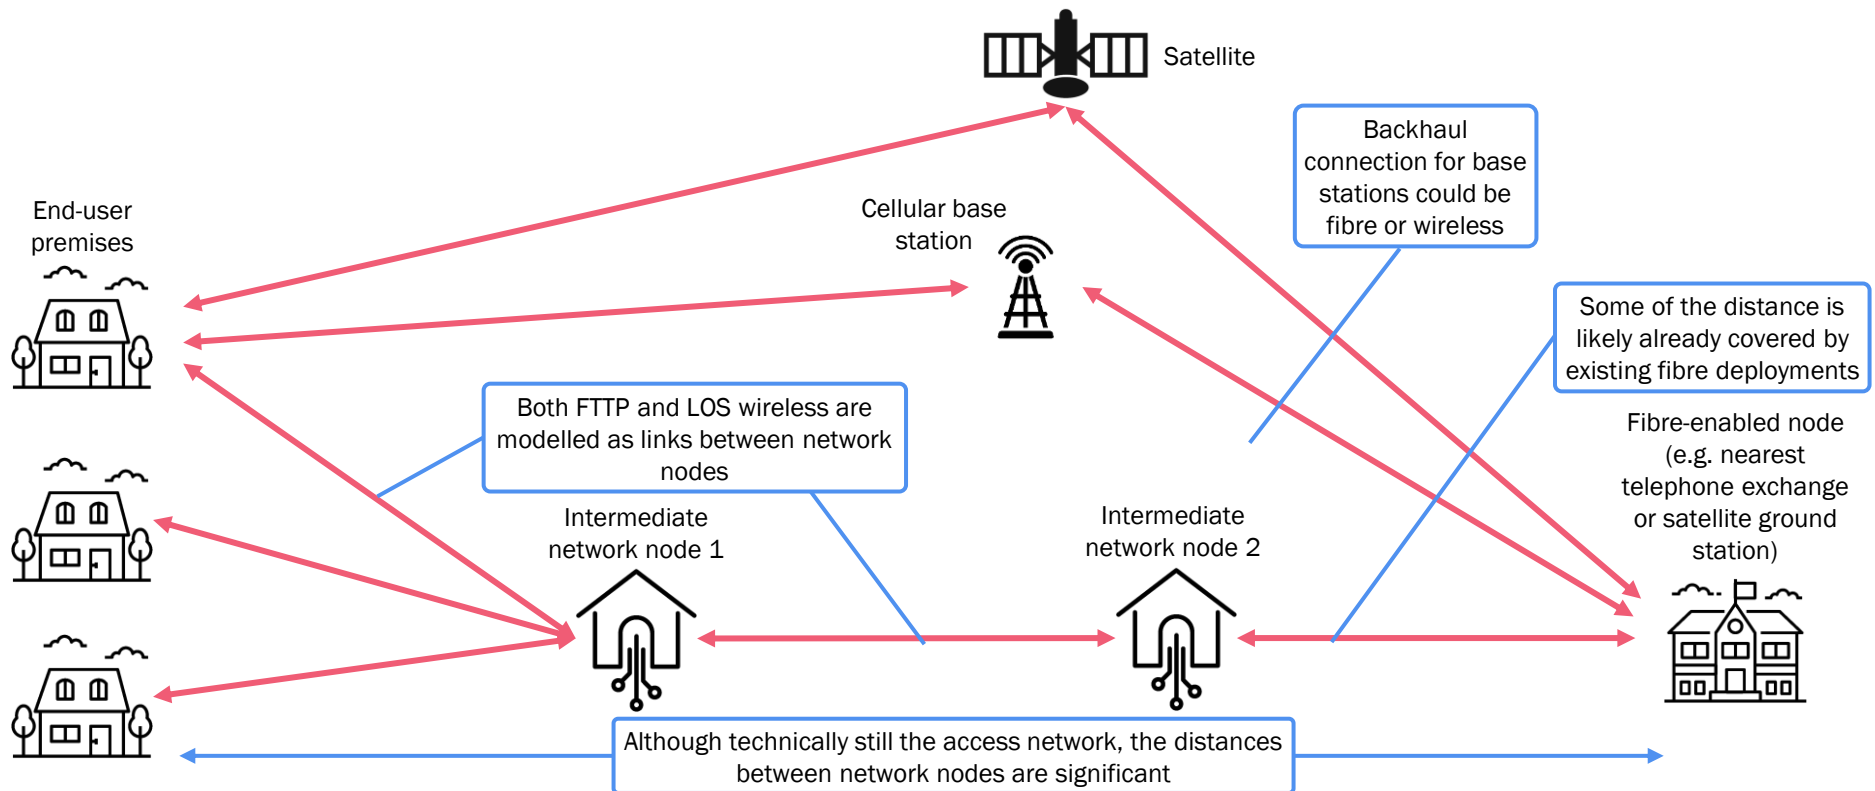 Satellite
Backhaul
connection for base
stations could be
fibre or wireless
End-user
premises
Cellular base
station
Some of the distance is
likely already covered by
existing fibre deployments
Both FTTP and LOS wireless are
modelled as links between network
nodes
Fibre-enabled node
(e.g. nearest
telephone exchange
or satellite ground
station)
Intermediate
network node 1
Intermediate
network node 2
Although technically still the access network, the distances
between network nodes are significant